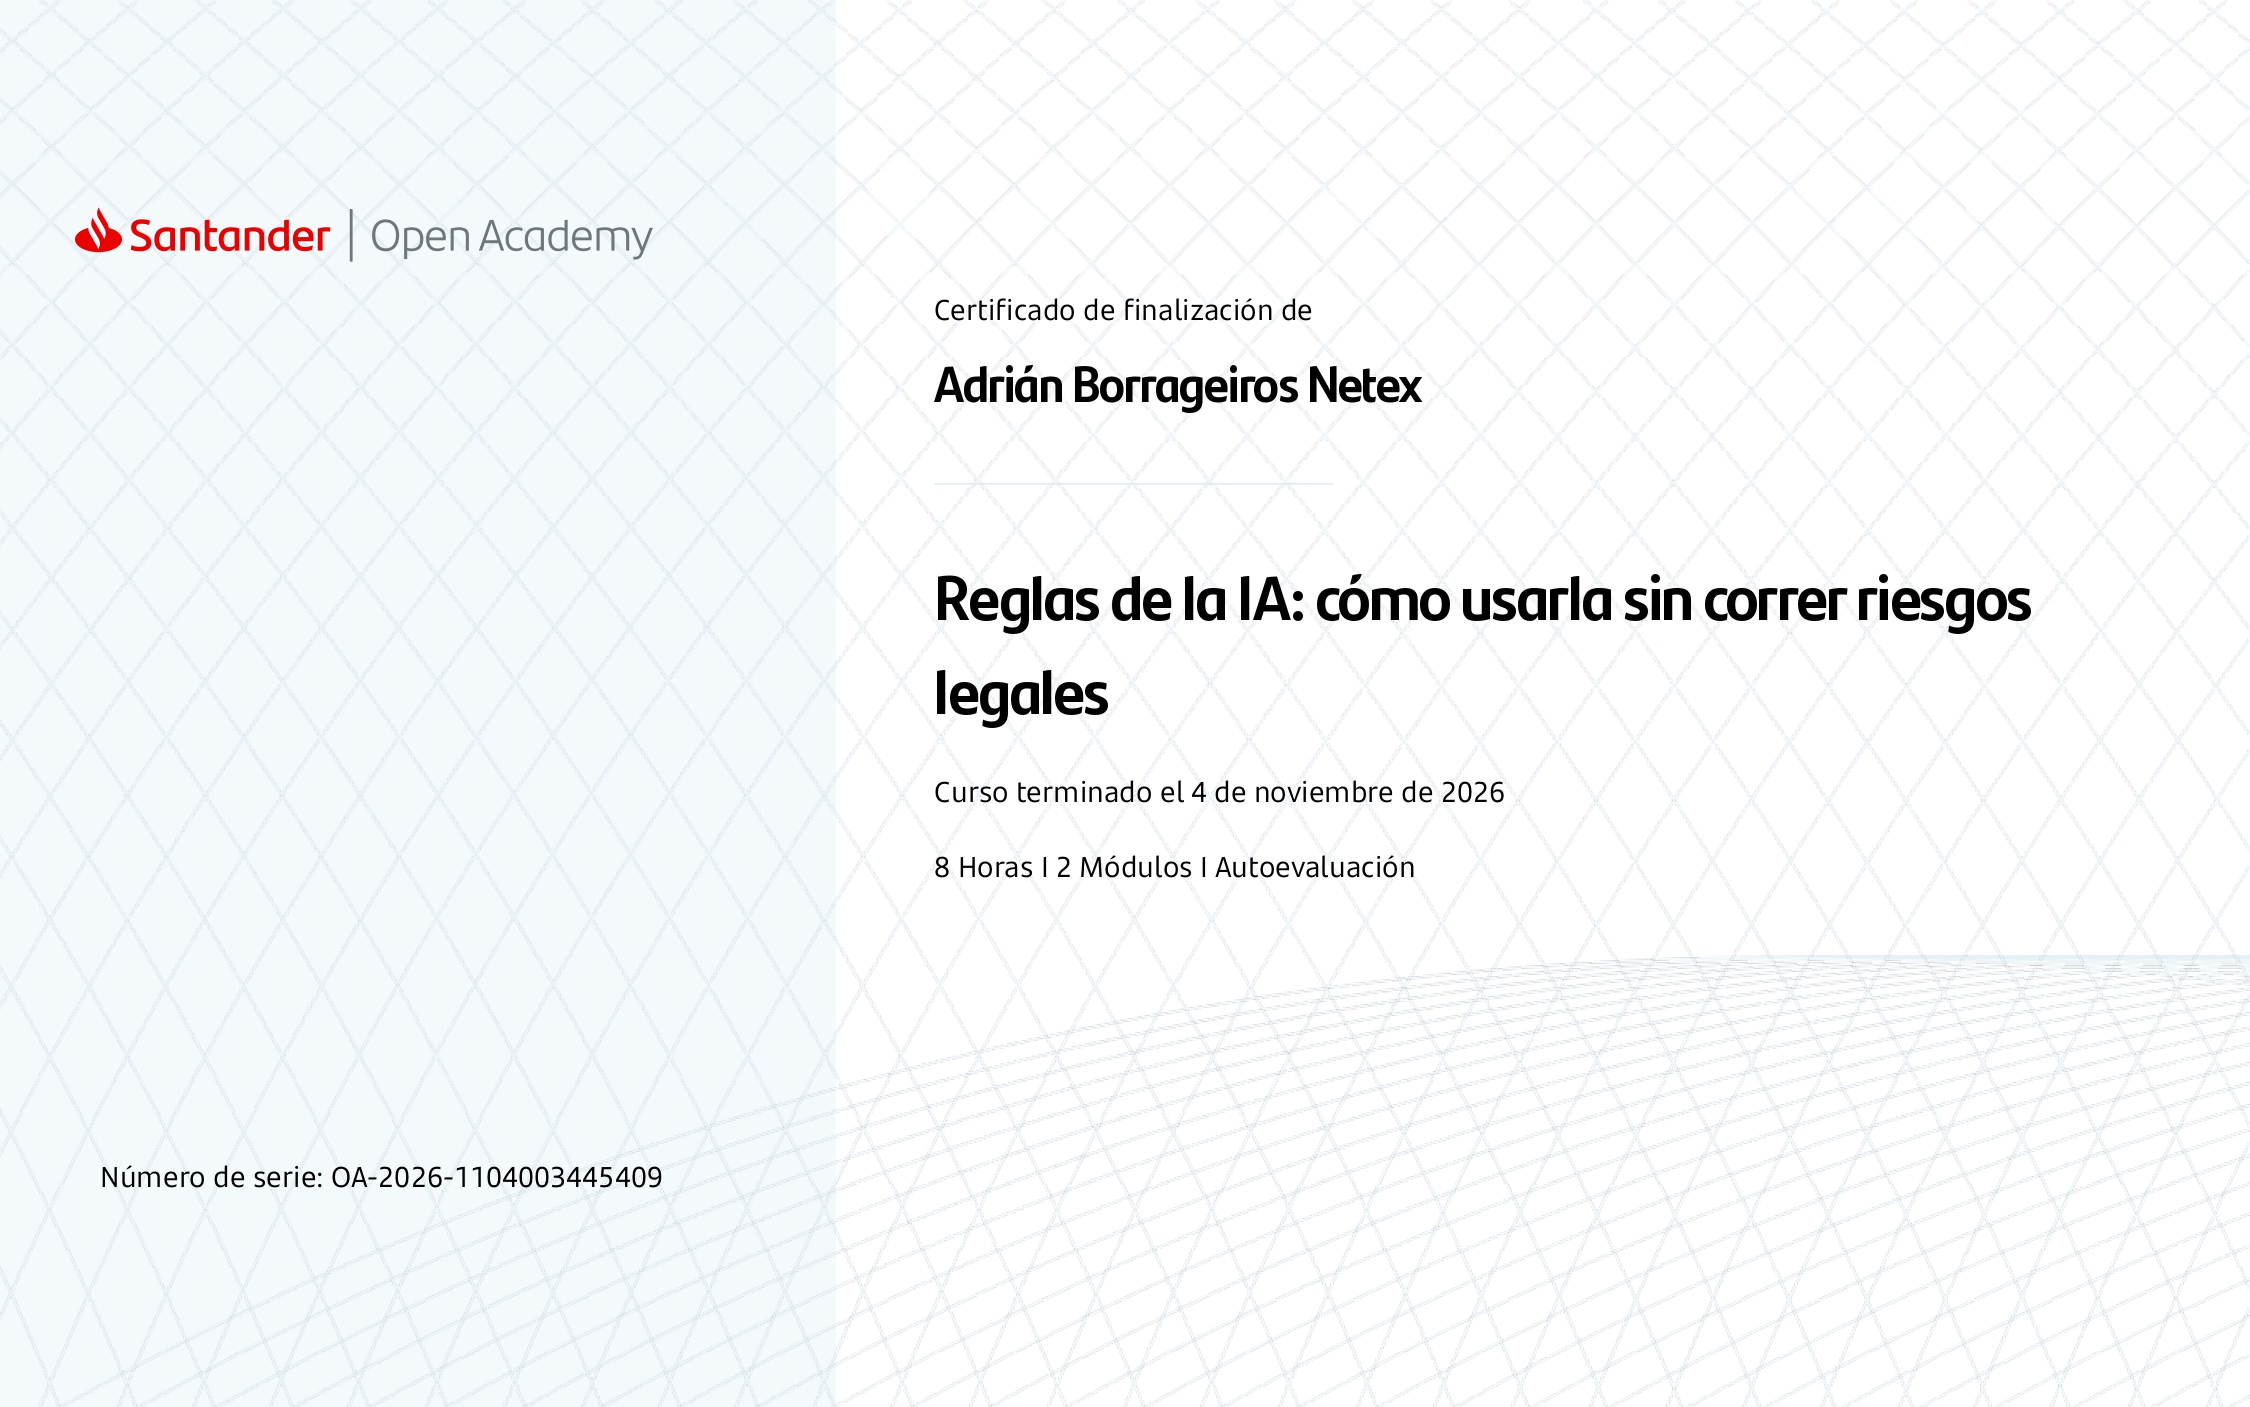 Santander | Open Academy
Certificado de finalización de
Adrián Borrageiros Netex
Reglas de la IA: cómo usarla sin correr riesgos
legales
Curso terminado el 4 de noviembre de 2026
8 Horas I 2 Módulos I Autoevaluación
Número de serie: OA-2026-1104003445409